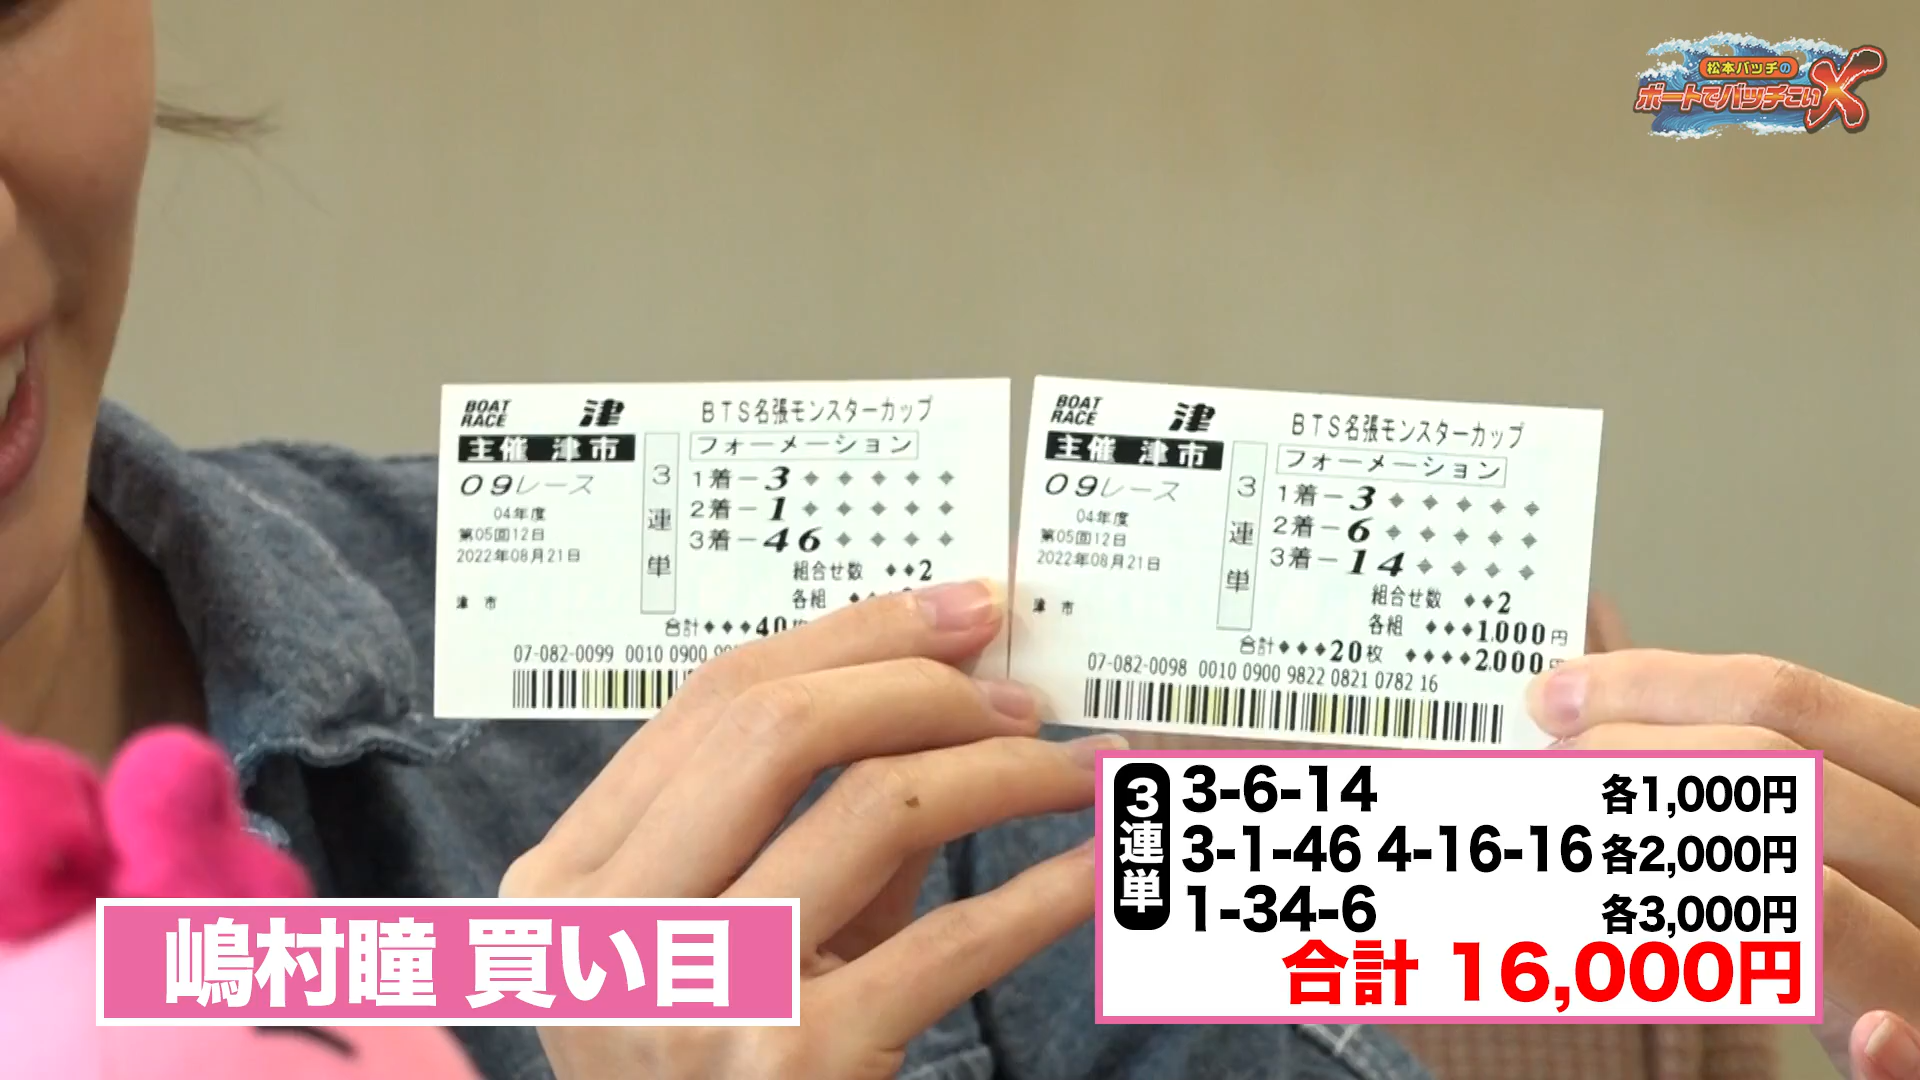 松本バッチの
ボートでバッチこいX
BOAT RACE 津
主催 津市
09レース
04年度
第05回12日
2022年08月21日
津市
3連単
BTS名張モンスターカップ
フォーメーション
1着-3
2着-1
3着-46
組合せ数 2
各組
合計 40
07-082-0099 0010 0900
BOAT RACE 津
主催 津市
09レース
04年度
第05回12日
2022年08月21日
津市
3連単
BTS名張モンスターカップ
フォーメーション
1着-3
2着-6
3着-14
組合せ数 2
各組 1,000円
合計 20枚 2,000円
07-082-0098 0010 0900 9822 0821 0782 16
3連単
3-6-14 各1,000円
3-1-46 4-16-16 各2,000円
1-34-6 各3,000円
合計 16,000円
嶋村瞳 買い目